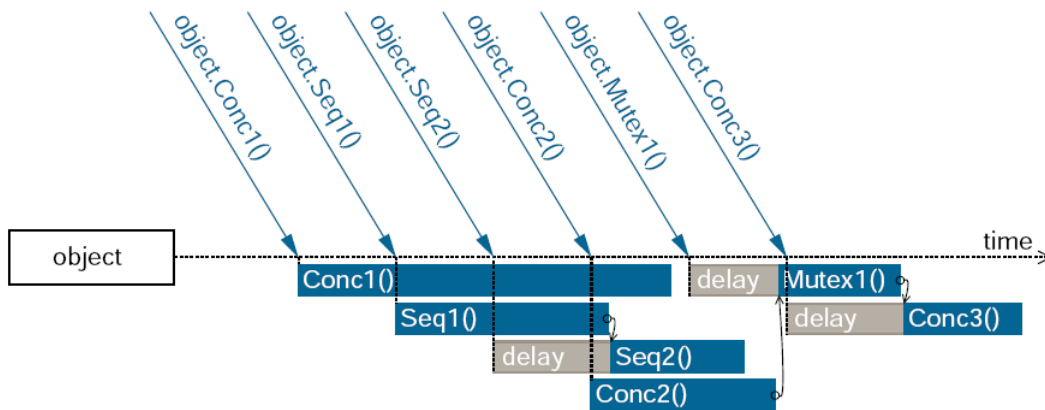 object.Conc1()
object.Seq1()
object.Seq2()
object.Conc2()
object.Mutex1()
object.Conc3()
object
time
Conc1()
delay
Mutex1()
Seq1()
delay
Conc3()
delay
Seq2()
Conc2()